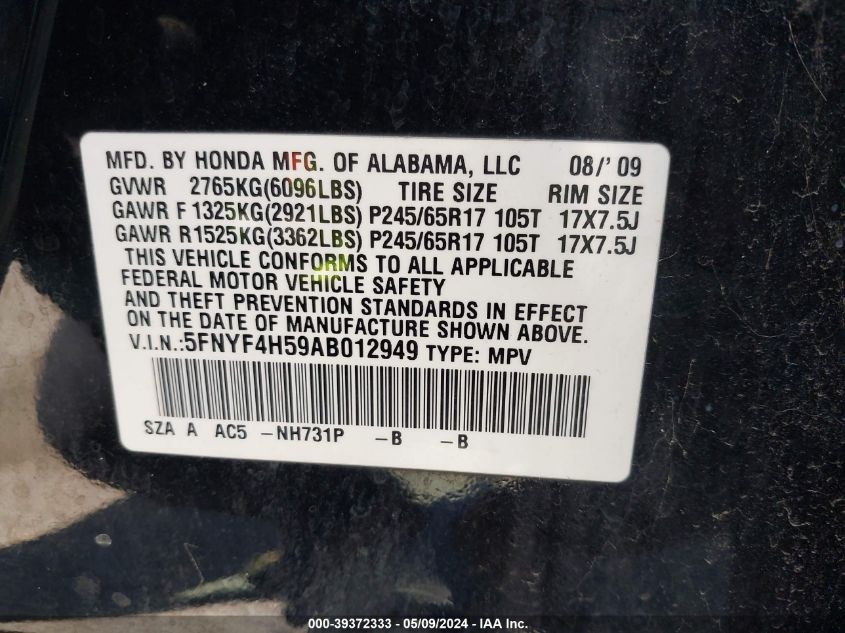 MFD. BY HONDA MFG. OF ALABAMA, LLC 08/' 09
GVWR 2765KG(6096LBS) TIRE SIZE RIM SIZE
GAWR F 1325KG(2921LBS) P245/65R17 105T 17X7.5J
GAWR R1525KG(3362LBS) P245/65R17 105T 17X7.5J
THIS VEHICLE CONFORMS TO ALL APPLICABLE
FEDERAL MOTOR VEHICLE SAFETY
AND THEFT PREVENTION STANDARDS IN EFFECT
ON THE DATE OF MANUFACTURE SHOWN ABOVE.
V.I.N.:5FNYF4H59AB012949 TYPE: MPV
SZA A AC5 -NH731P -B -B
000-39372333 - 05/09/2024 - IAA Inc.